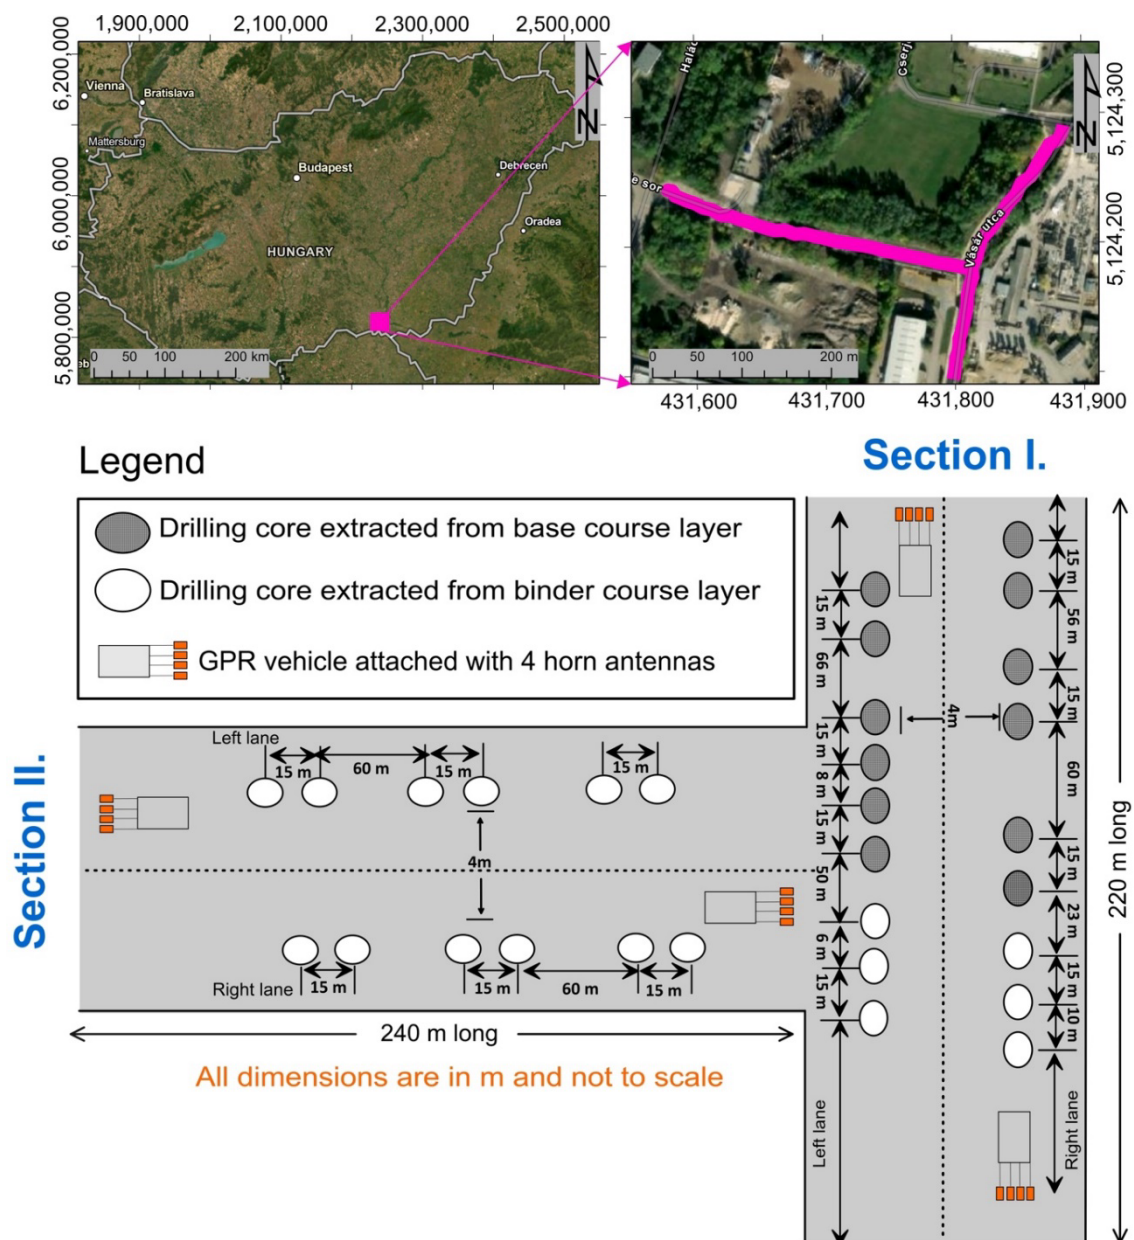 1,900,000
2,100,000
2,300,000
2,500,000
6,200,000
6,000,000
5,800,000
Vienna
Bratislava
Mattersburg
Budapest
Debrecen
Oradea
HUNGARY
eb
0 50 100 200 km
N
Halác
Cserj
e sor
Vásár utca
0 50 100 200 m
N
5,124,300
5,124,200
431,600
431,700
431,800
431,900
Legend
Drilling core extracted from base course layer
Drilling core extracted from binder course layer
GPR vehicle attached with 4 horn antennas
Section I.
15 m
66 m
15 m
8 m
15 m
50 m
6 m
15 m
Left lane
4m
15 m
56 m
15 m
60 m
15 m
23 m
15 m
10 m
Right lane
220 m long
Section II.
Left lane
15 m
60 m
15 m
15 m
4m
Right lane
15 m
15 m
60 m
15 m
240 m long
All dimensions are in m and not to scale